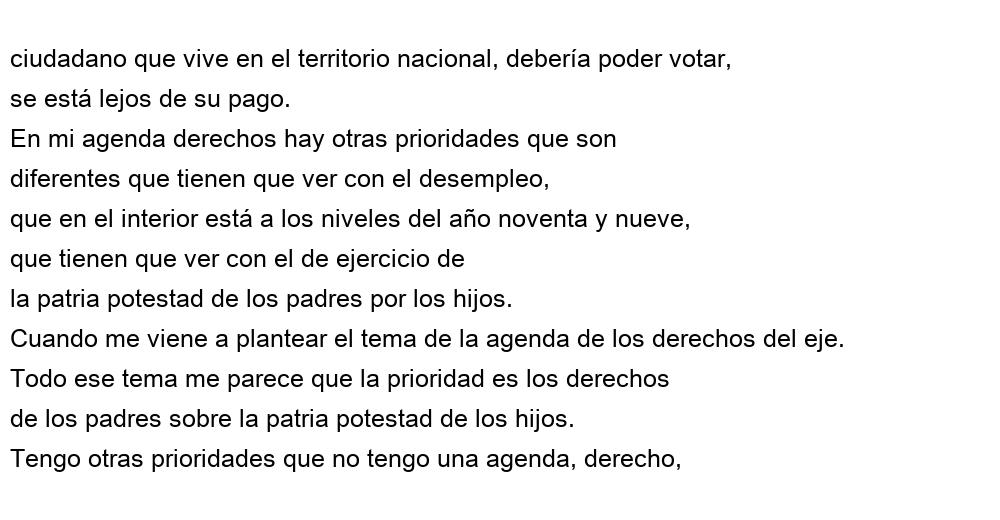 ciudadano que vive en el territorio nacional, debería poder votar,
se está lejos de su pago.
En mi agenda derechos hay otras prioridades que son
diferentes que tienen que ver con el desempleo,
que en el interior está a los niveles del año noventa y nueve,
que tienen que ver con el de ejercicio de
la patria potestad de los padres por los hijos.
Cuando me viene a plantear el tema de la agenda de los derechos del eje.
Todo ese tema me parece que la prioridad es los derechos
de los padres sobre la patria potestad de los hijos.
Tengo otras prioridades que no tengo una agenda, derecho,